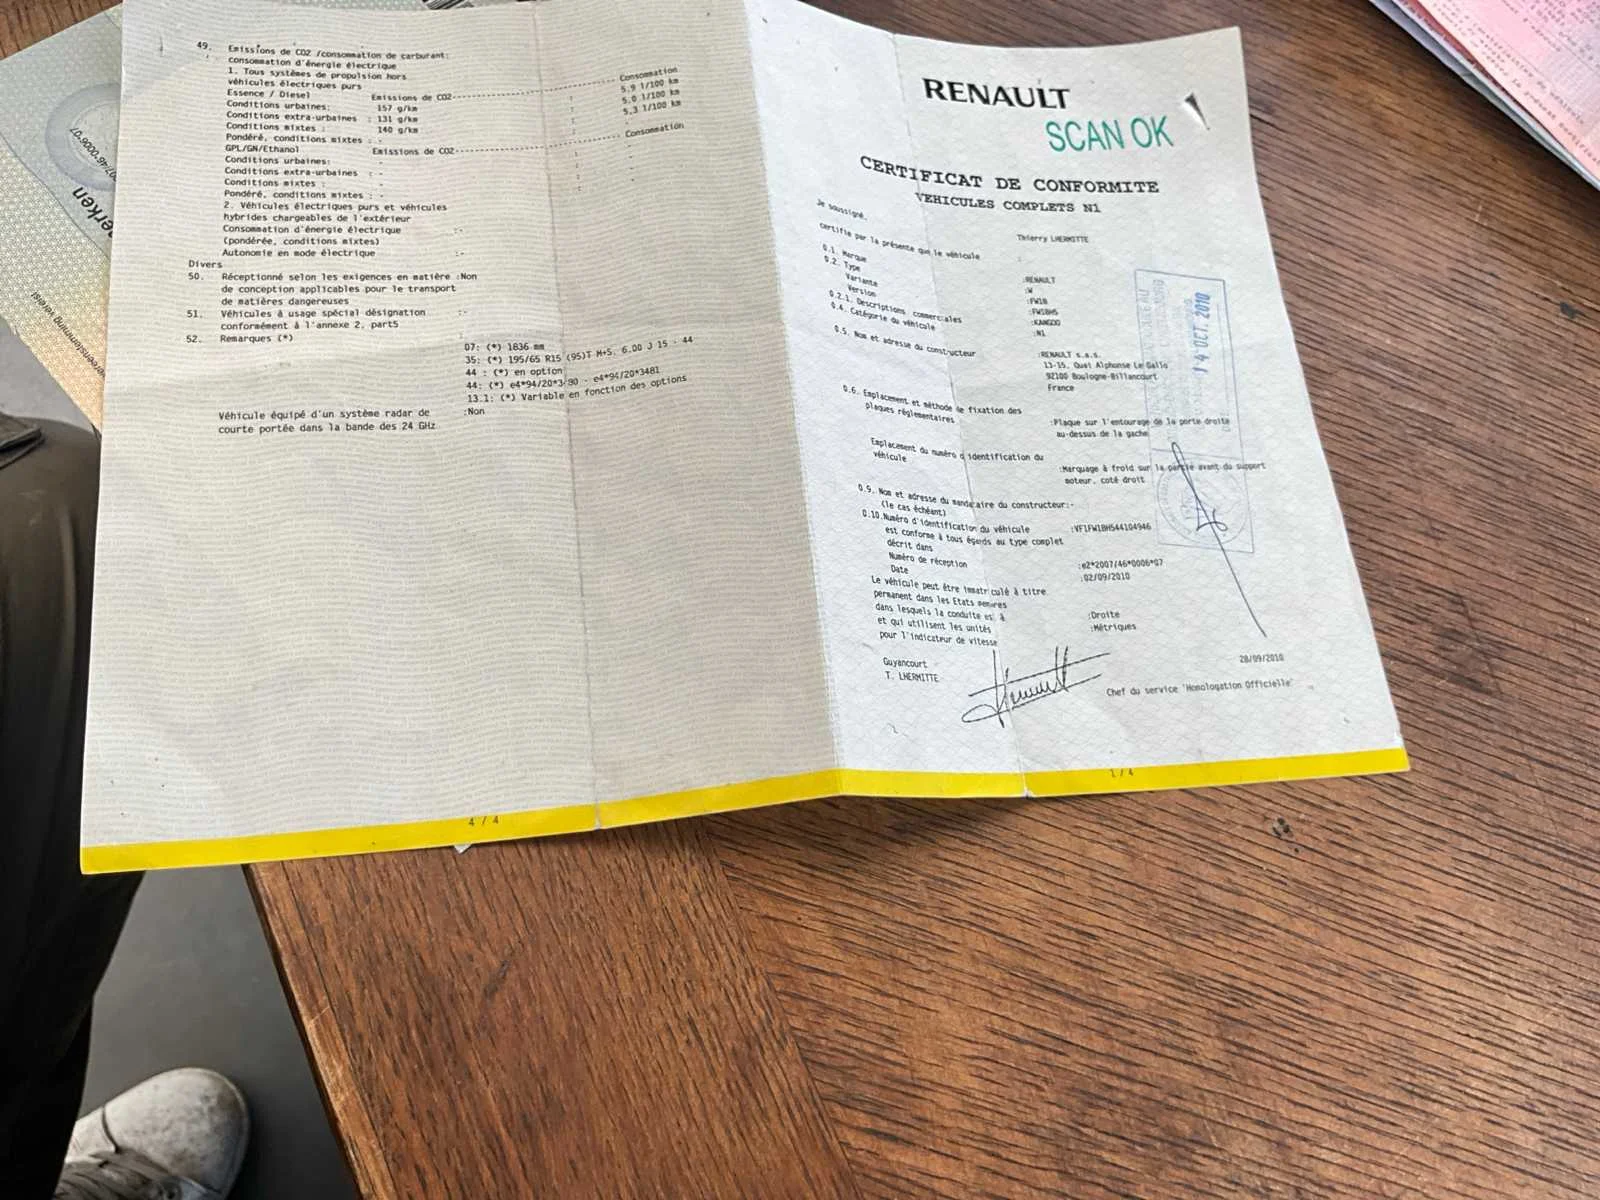 49. Emissions de CO2 /consommation de carburant:
consommation d'énergie électrique
1. Tous systèmes de propulsion hors
véhicules électriques purs
Essence / Diesel Emissions de CO2 Consommation
Conditions urbaines: 157 g/km : 5,9 l/100 km
Conditions extra-urbaines : 131 g/km : 5,0 l/100 km
Conditions mixtes : 140 g/km : 5,3 l/100 km
Pondéré, conditions mixtes : -
GPL/GN/Ethanol Emissions de CO2 Consommation
Conditions urbaines: -
Conditions extra-urbaines : -
Conditions mixtes : -
Pondéré, conditions mixtes : -
2. Véhicules électriques purs et véhicules
hybrides chargeables de l'extérieur
Consommation d'énergie électrique :-
(pondérée, conditions mixtes)
Autonomie en mode électrique :-
Divers
50. Réceptionné selon les exigences en matière :Non
de conception applicables pour le transport
de matières dangereuses
51. Véhicules à usage spécial désignation :-
conformément à l'annexe 2, part5
52. Remarques (*) :
07: (*) 1836 mm
35: (*) 195/65 R15 (95)T M+S, 6.00 J 15 - 44
44 : (*) en option
44: (*) e4*94/20*3480 - e4*94/20*3481
13.1: (*) Variable en fonction des options
Véhicule équipé d'un système radar de :Non
courte portée dans la bande des 24 GHz
4 / 4
RENAULT
SCAN OK
CERTIFICAT DE CONFORMITE
VEHICULES COMPLETS N1
Je soussigné, Thierry LHERMITTE
certifie par la présente que le véhicule :
0.1. Marque :RENAULT
0.2. Type :W
Variante :FW1B
Version :FW1BH5
0.2.1. Descriptions commerciales :KANGOO
0.4. Catégorie du véhicule :N1
0.5. Nom et adresse du constructeur :RENAULT s.a.s.
13-15, Quai Alphonse Le Gallo
92100 Boulogne-Billancourt
France
0.6. Emplacement et méthode de fixation des
plaques réglementaires :Plaque sur l'entourage de la porte droite
au-dessus de la gache
Emplacement du numéro d'identification du
véhicule :Marquage à froid sur la partie avant du support
moteur, coté droit
0.9. Nom et adresse du mandataire du constructeur:-
(le cas échéant)
0.10.Numéro d'identification du véhicule :VF1FW1BH544104946
est conforme à tous égards au type complet
décrit dans
Numéro de réception :e2*2007/46*0006*07
Date :02/09/2010
Le véhicule peut être immatriculé à titre
permanent dans les Etats membres
dans lesquels la conduite est à :Droite
et qui utilisent les unités :Métriques
pour l'indicateur de vitesse
Guyancourt 28/09/2010
T. LHERMITTE Chef du service 'Homologation Officielle'
1 / 4
14 OCT. 2010